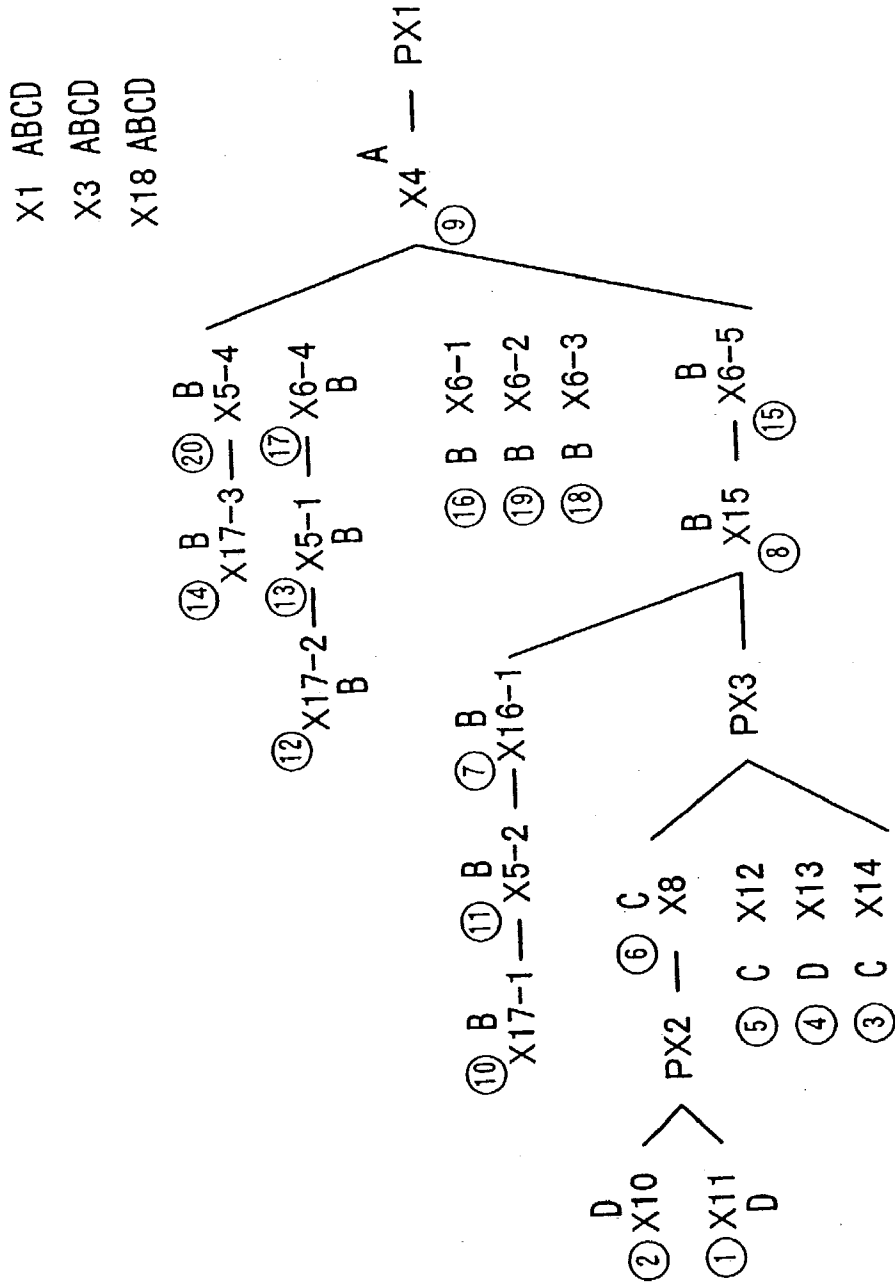 X1 ABCD
X3 ABCD
X18 ABCD
⑭ B ⑳ B
X17-3 — X5-4
⑫ X17-2 — ⑬ X5-1 — ⑰ X6-4
B B B
A
X4 — PX1
⑨
⑯ B X6-1
⑲ B X6-2
⑱ B X6-3
⑩ B ⑪ B ⑦ B
X17-1 — X5-2 — X16-1
B B
X15 — X6-5
⑧ ⑮
D
② X10
① X11
D
⑥ C
PX2 — X8
PX3
⑤ C X12
④ D X13
③ C X14